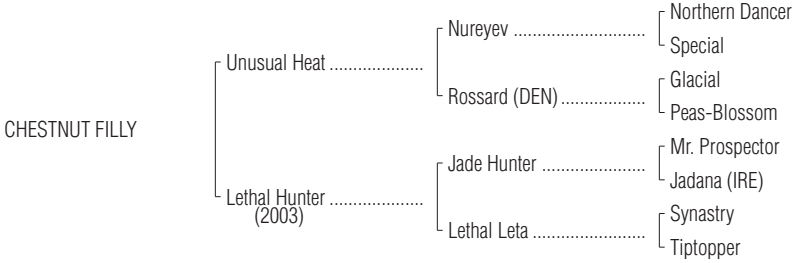 Northern Dancer
Nureyev ............................
Special
Unusual Heat ....................
Glacial
Rossard (DEN) ..................
Peas-Blossom
CHESTNUT FILLY
Mr. Prospector
Jade Hunter ......................
Jadana (IRE)
Lethal Hunter ....................
(2003)
Synastry
Lethal Leta ........................
Tiptopper